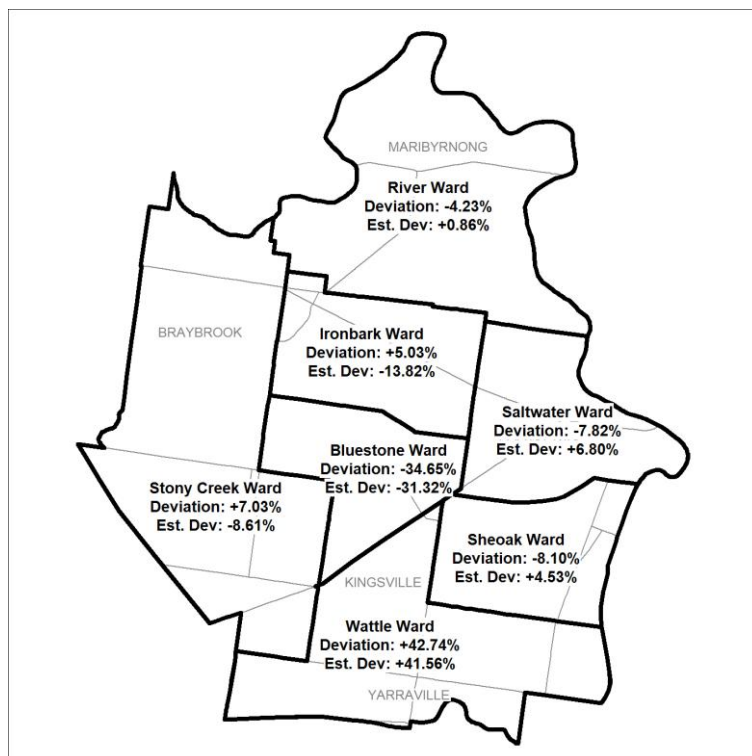 MARIBYRNONG
River Ward
Deviation: -4.23%
Est. Dev: +0.86%
BRAYBROOK
Ironbark Ward
Deviation: +5.03%
Est. Dev: -13.82%
Saltwater Ward
Deviation: -7.82%
Est. Dev: +6.80%
Bluestone Ward
Deviation: -34.65%
Est. Dev: -31.32%
Stony Creek Ward
Deviation: +7.03%
Est. Dev: -8.61%
Sheoak Ward
Deviation: -8.10%
Est. Dev: +4.53%
KINGSVILLE
Wattle Ward
Deviation: +42.74%
Est. Dev: +41.56%
YARRAVILLE